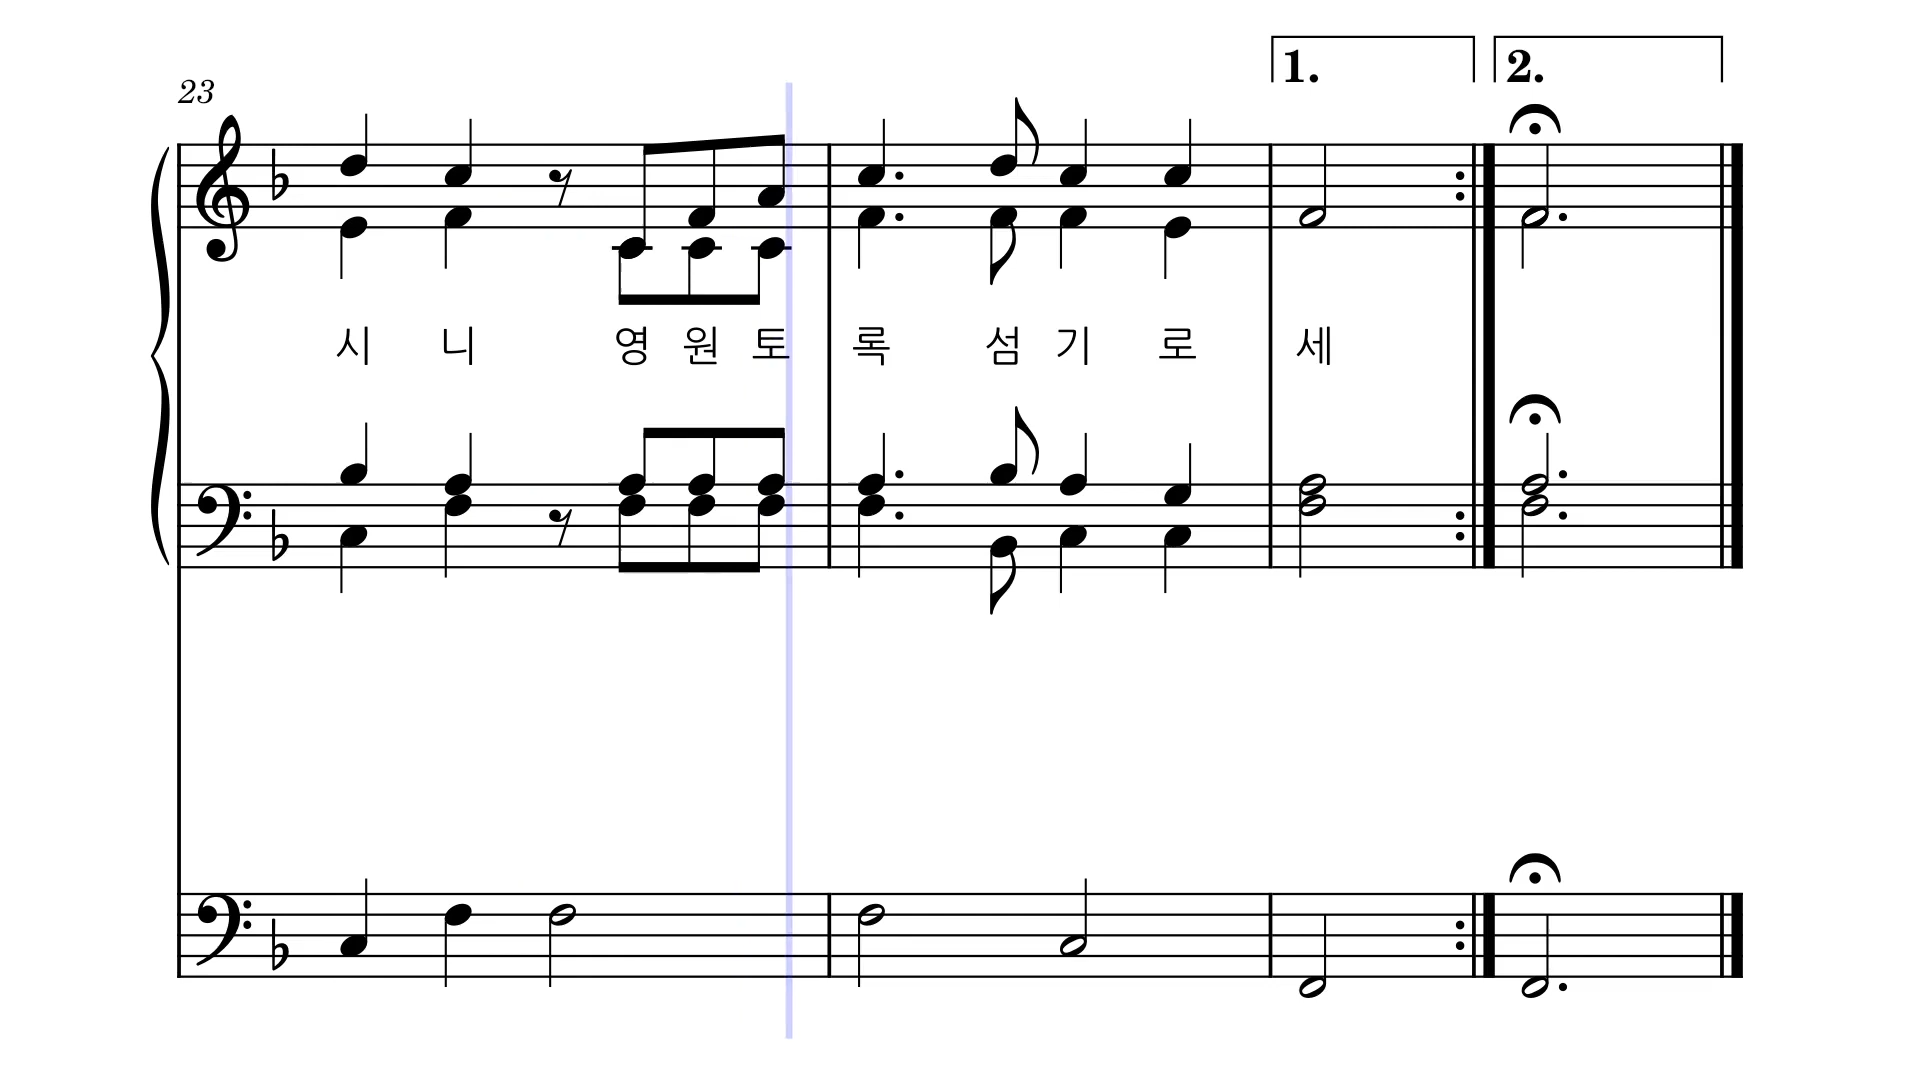 1. 2.
23
시 니 영 원 토 록 섬 기 로 세